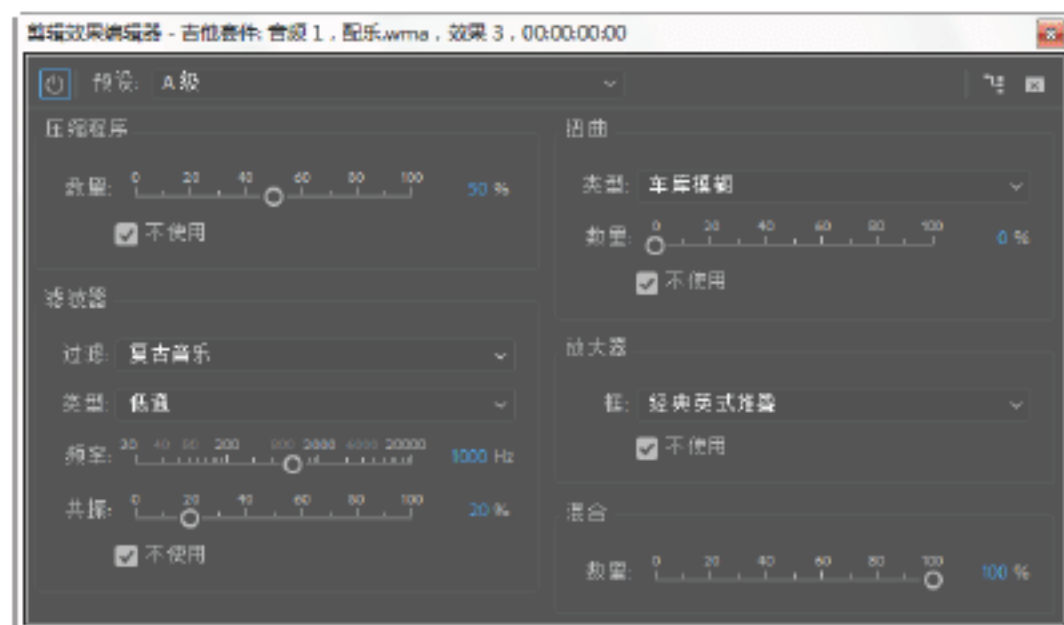 剪辑效果编辑器 - 吉他套件: 音频 1，配乐.wma，效果 3，00:00:00:00
预设: A级
压缩程序
数量: 0 20 40 60 80 100 50 %
不使用
滤波器
过滤: 复古音乐
类型: 低通
频率: 20 40 80 200 800 2000 6000 20000 1000 Hz
共振: 0 20 40 60 80 100 20 %
不使用
扭曲
类型: 车库模糊
数量: 0 20 40 60 80 100 0 %
不使用
放大器
框: 经典英式堆叠
不使用
混合
数量: 0 20 40 60 80 100 100 %